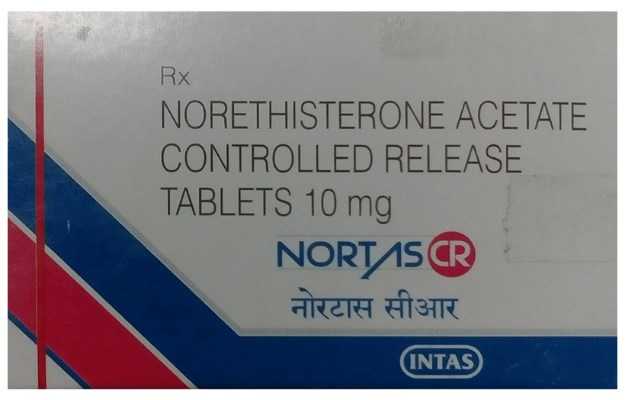 Rx
NORETHISTERONE ACETATE
CONTROLLED RELEASE
TABLETS 10 mg
NORTAS CR
नोरटास सीआर
INTAS